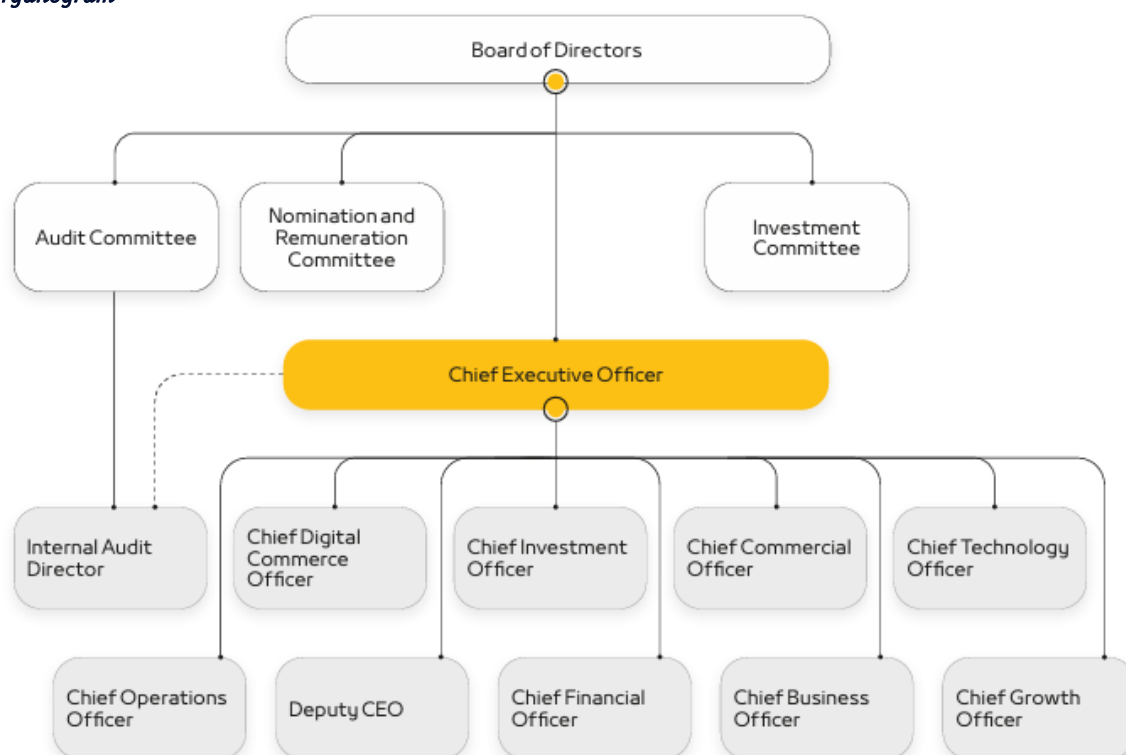 rganogram
Board of Directors
Audit Committee
Nomination and
Remuneration
Committee
Investment
Committee
Chief Executive Officer
Internal Audit
Director
Chief Digital
Commerce
Officer
Chief Investment
Officer
Chief Commercial
Officer
Chief Technology
Officer
Chief Operations
Officer
Deputy CEO
Chief Financial
Officer
Chief Business
Officer
Chief Growth
Officer